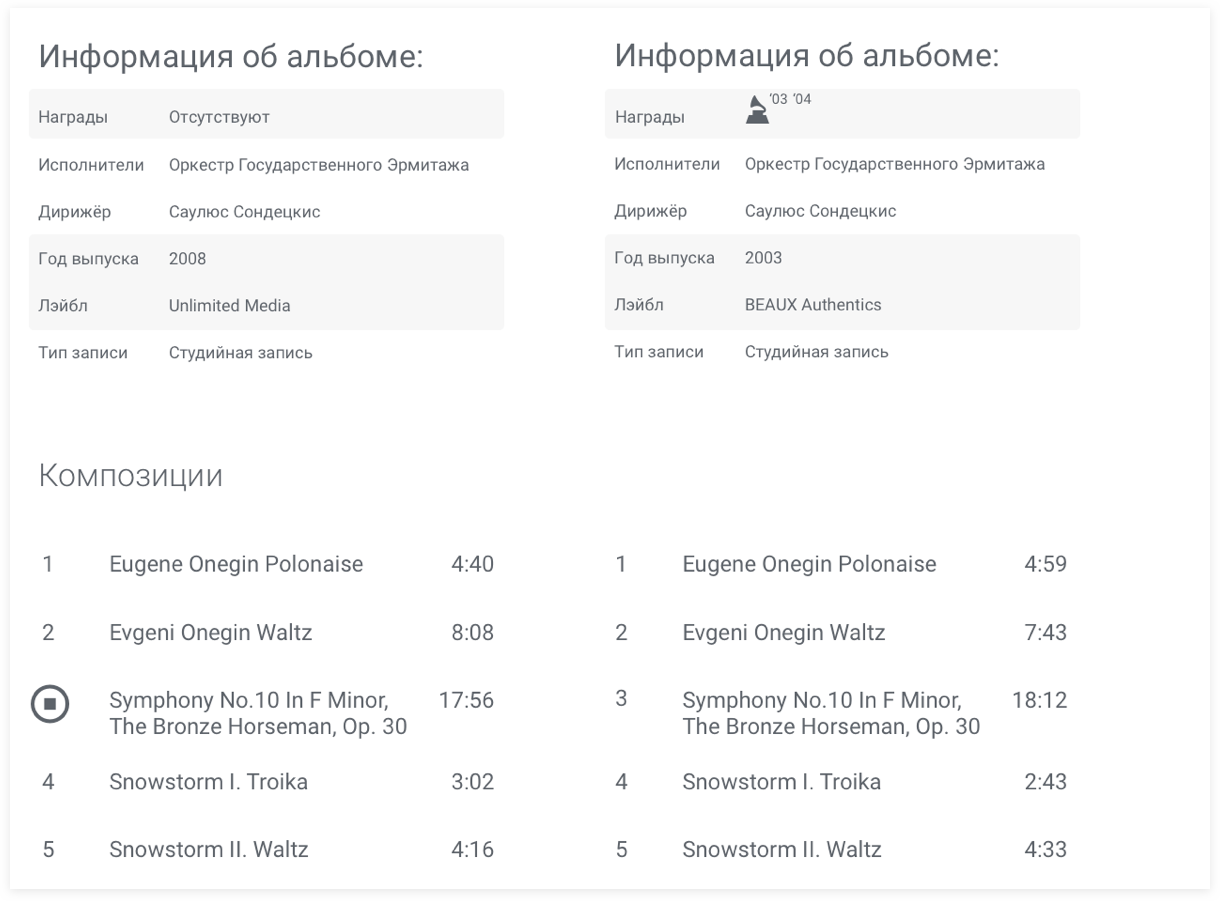 Информация об альбоме:
Награды Отсутствуют
Исполнители Оркестр Государственного Эрмитажа
Дирижёр Саулюс Сондецкис
Год выпуска 2008
Лэйбл Unlimited Media
Тип записи Студийная запись
Информация об альбоме:
Награды ‘03 ‘04
Исполнители Оркестр Государственного Эрмитажа
Дирижёр Саулюс Сондецкис
Год выпуска 2003
Лэйбл BEAUX Authentics
Тип записи Студийная запись
Композиции
1 Eugene Onegin Polonaise 4:40
2 Evgeni Onegin Waltz 8:08
Symphony No.10 In F Minor, 17:56
The Bronze Horseman, Op. 30
4 Snowstorm I. Troika 3:02
5 Snowstorm II. Waltz 4:16
1 Eugene Onegin Polonaise 4:59
2 Evgeni Onegin Waltz 7:43
3 Symphony No.10 In F Minor, 18:12
The Bronze Horseman, Op. 30
4 Snowstorm I. Troika 2:43
5 Snowstorm II. Waltz 4:33